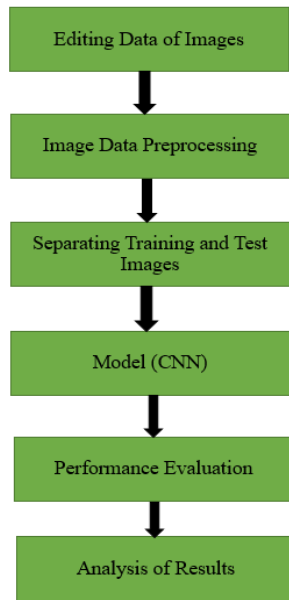 Editing Data of Images
Image Data Preprocessing
Separating Training and Test
Images
Model (CNN)
Performance Evaluation
Analysis of Results